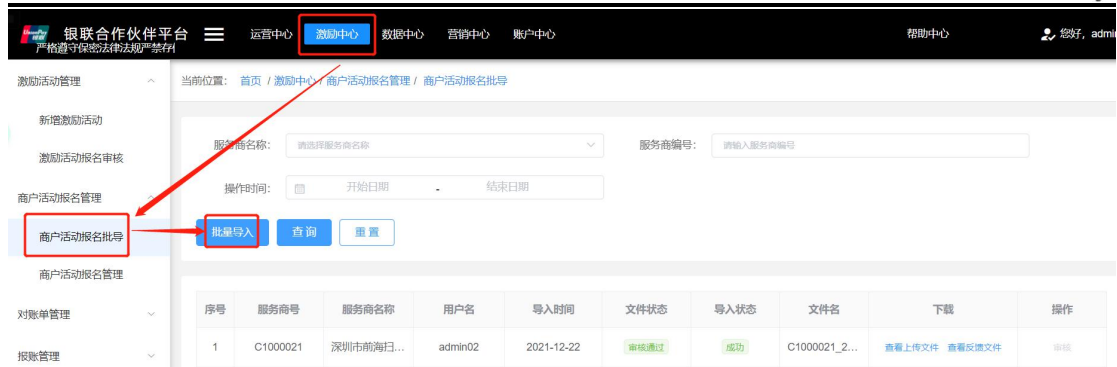 银联合作伙伴平台
严格遵守保密法律法规严禁存
运营中心 激励中心 数据中心 营销中心 账户中心 帮助中心 您好, admin
激励活动管理
当前位置: 首页 / 激励中心 / 商户活动报名管理 / 商户活动报名批导
新增激励活动
服务商名称: 请选择服务商名称 服务商编号: 请输入服务商编号
激励活动报名审核
操作时间: 开始日期 - 结束日期
商户活动报名管理
批量导入 查询 重置
商户活动报名批导
商户活动报名管理
序号 服务商号 服务商名称 用户名 导入时间 文件状态 导入状态 文件名 下载 操作
对账单管理
1 C1000021 深圳市前海扫... admin02 2021-12-22 审核通过 成功 C1000021_2... 查看上传文件 查看反馈文件 审核
报账管理